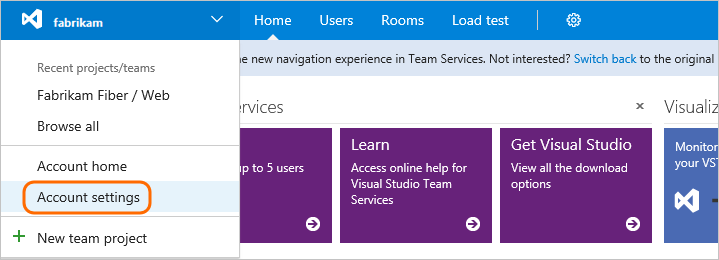 fabrikam
Home Users Rooms Load test
Recent projects/teams
Fabrikam Fiber / Web
Browse all
Account home
Account settings
New team project
he new navigation experience in Team Services. Not interested? Switch back to the original
ervices
Visualiz
up to 5 users
Learn
Access online help for
Visual Studio Team
Services
Get Visual Studio
View all the download
options
Monitor
your VST